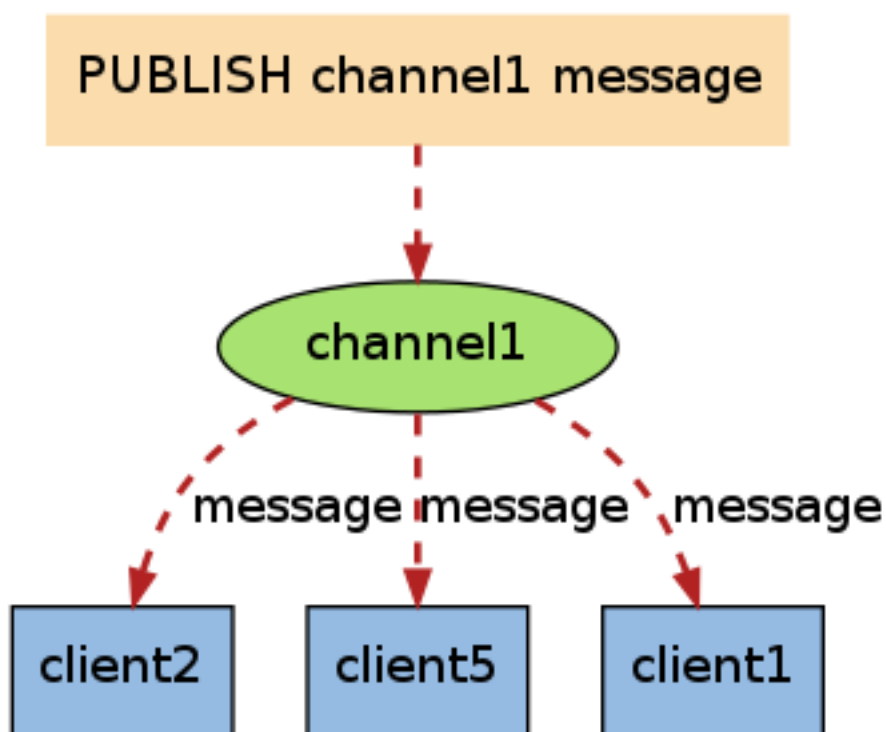 PUBLISH channel1 message
channel1
message message message
client2 client5 client1